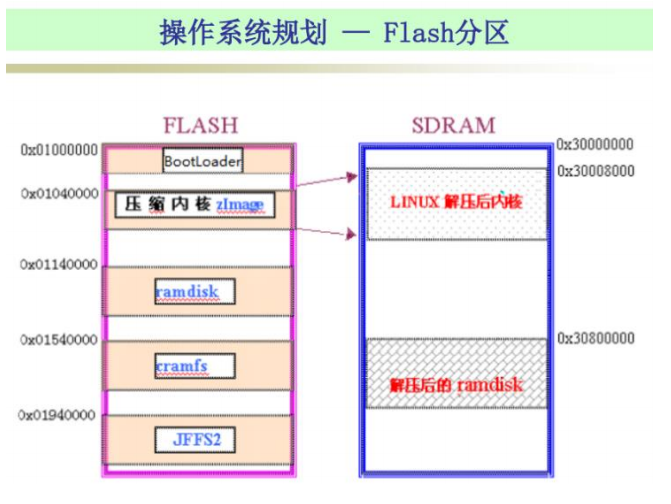 操作系统规划 — Flash分区
FLASH
SDRAM
0x01000000
BootLoader
0x30000000
0x30008000
0x01040000
压缩内核 zImage
LINUX 解压后内核
0x01140000
ramdisk
0x01540000
0x30800000
cramfs
解压后的 ramdisk
0x01940000
JFFS2